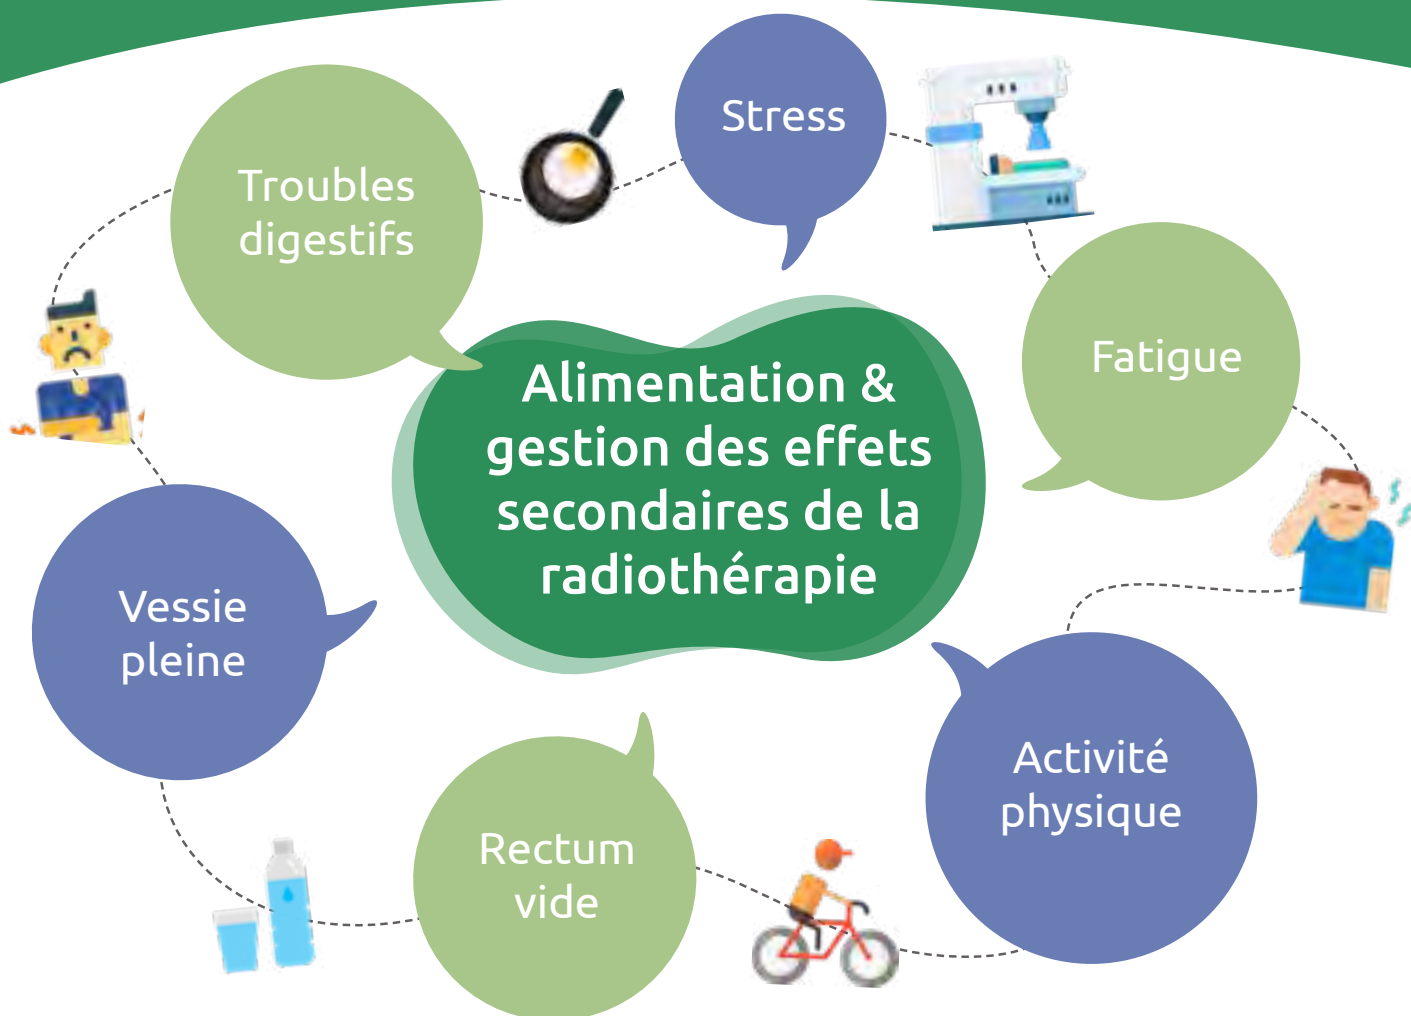 Stress
Troubles
digestifs
Fatigue
Alimentation &
gestion des effets
secondaires de la
radiothérapie
Vessie
pleine
Activité
physique
Rectum
vide